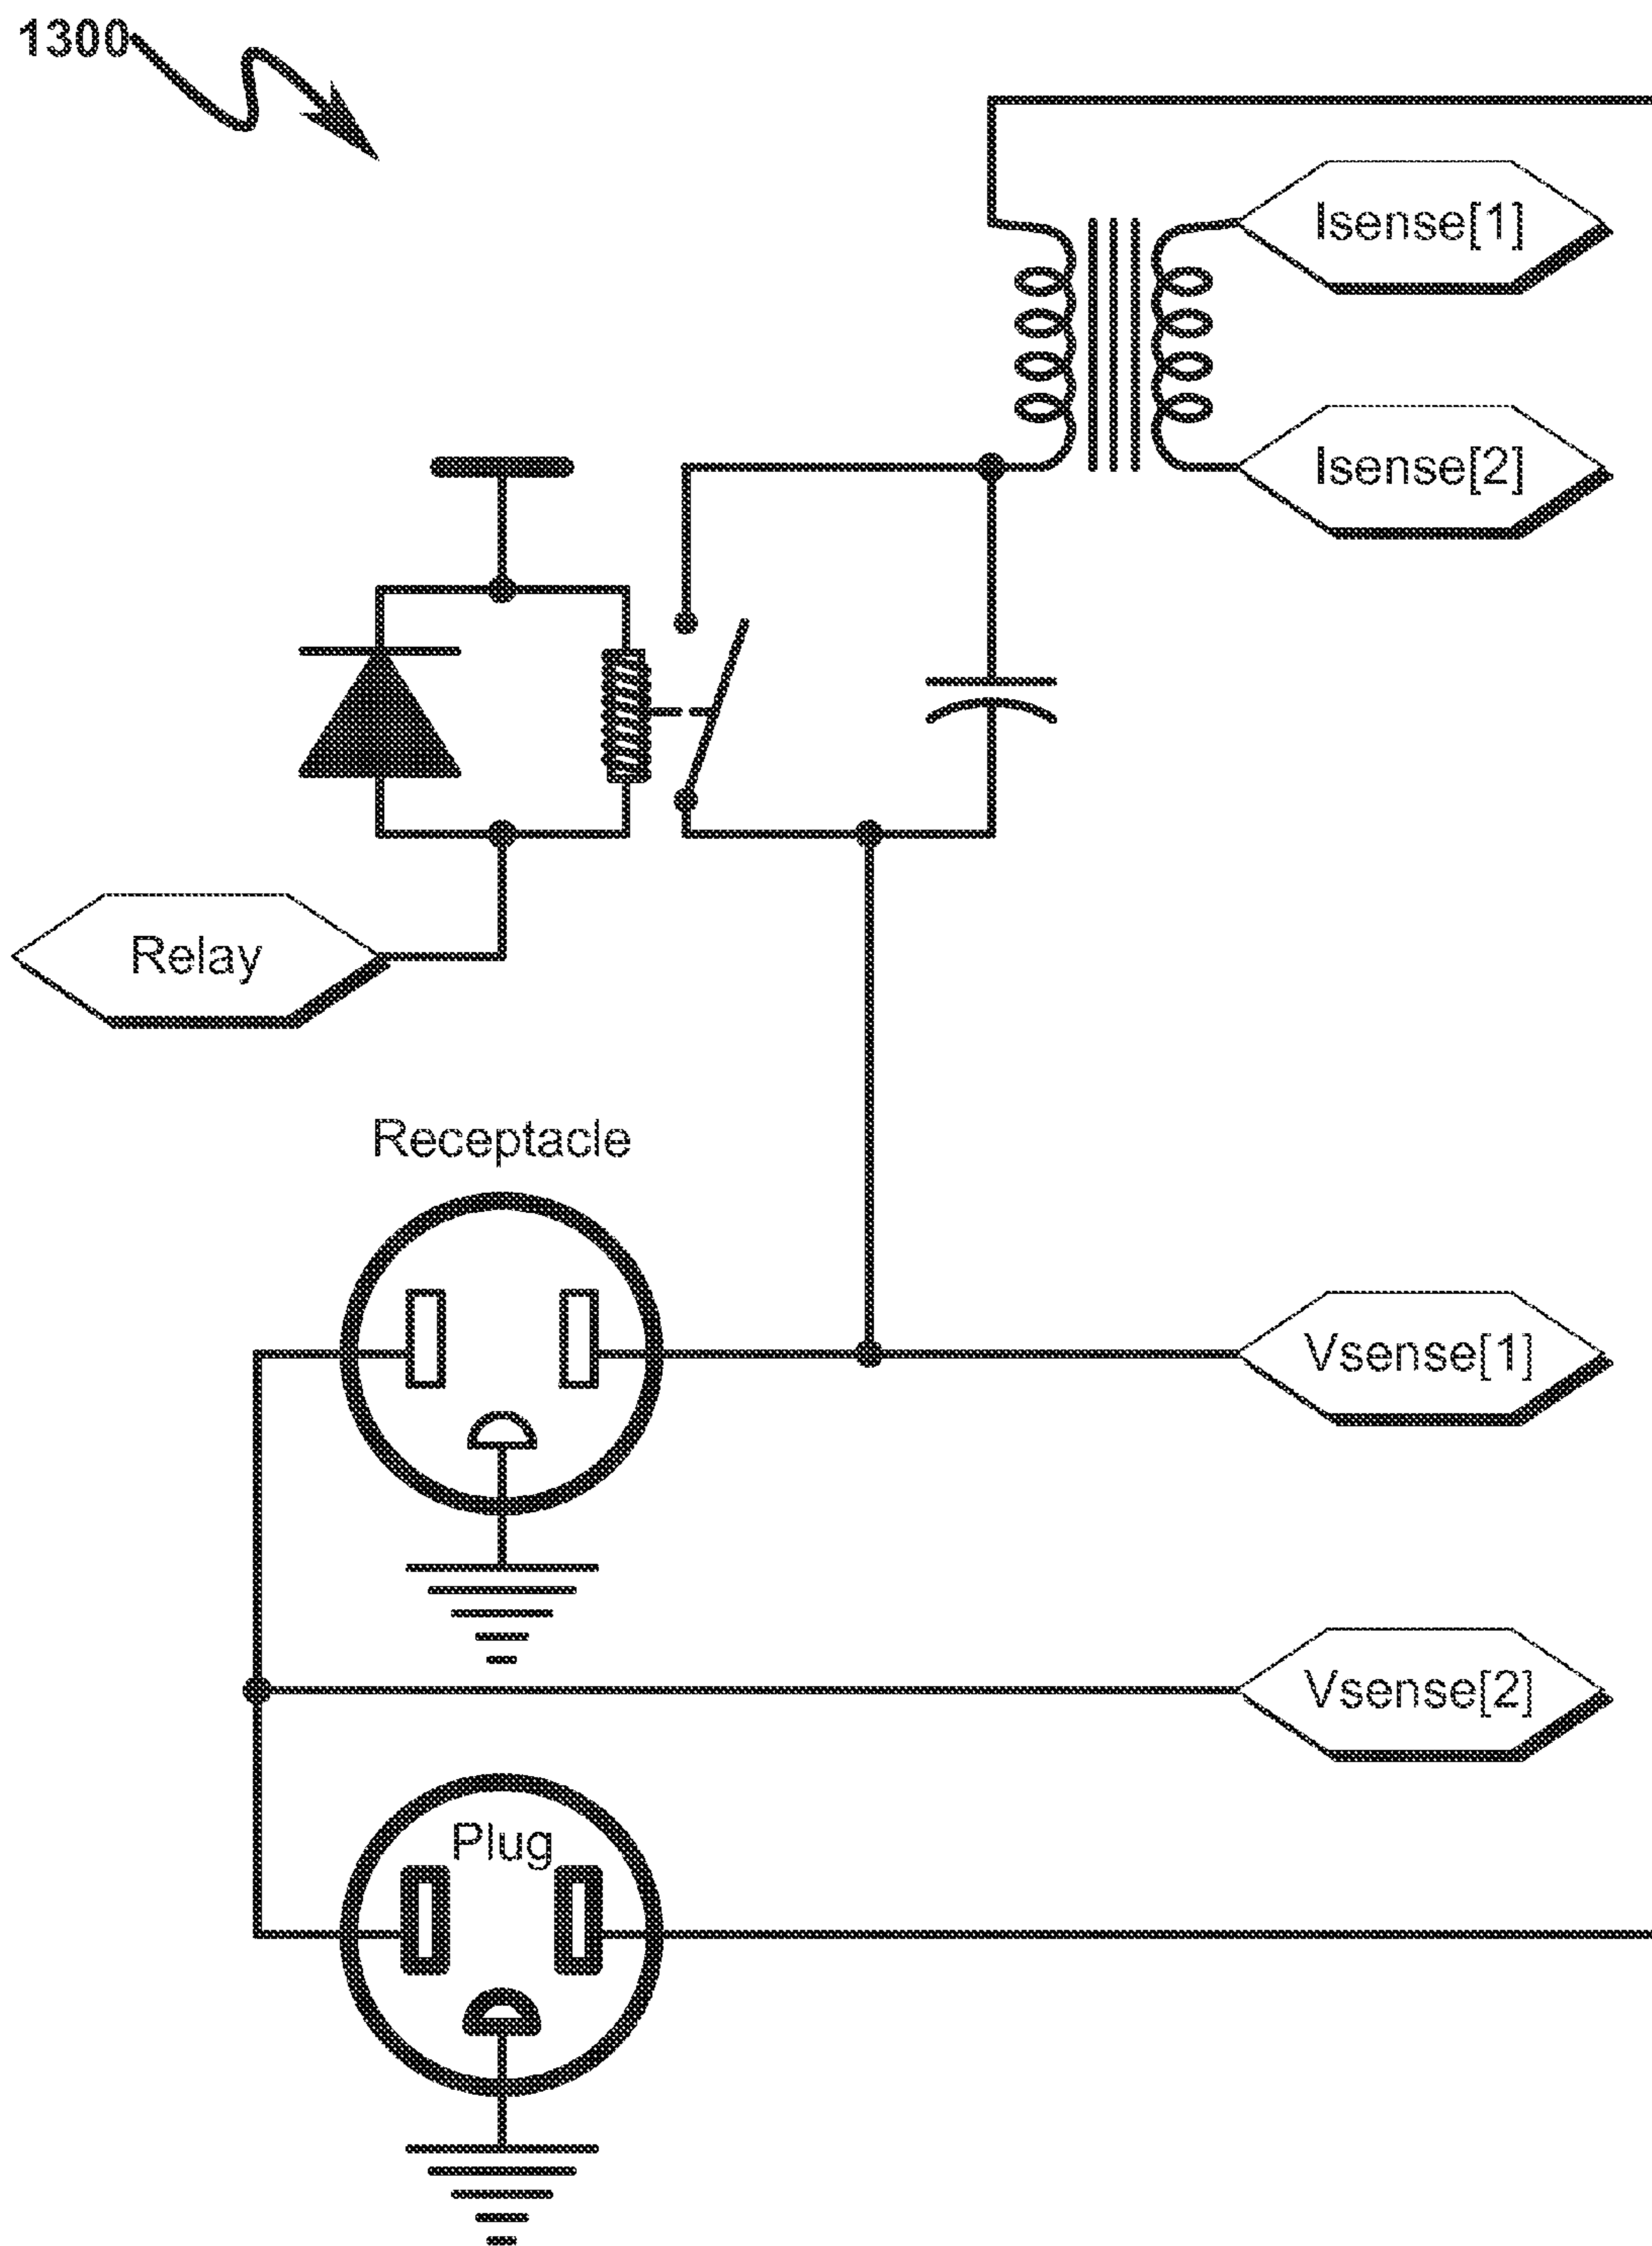 1300
Isense[1]
Isense[2]
Relay
Receptacle
Vsense[1]
Vsense[2]
Plug